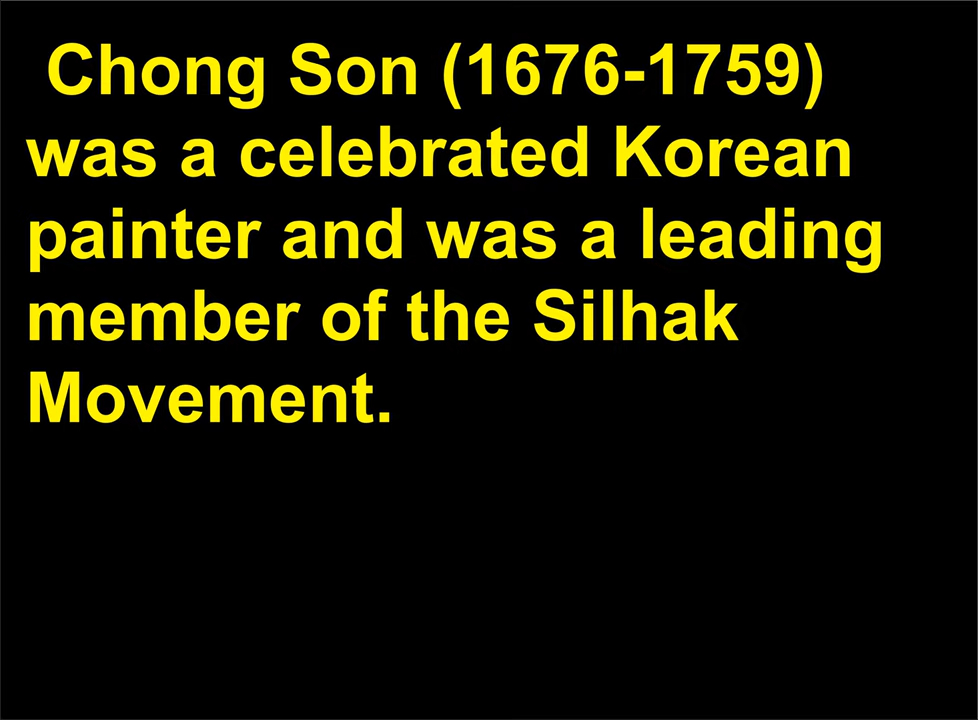 Chong Son (1676-1759)
was a celebrated Korean
painter and was a leading
member of the Silhak
Movement.